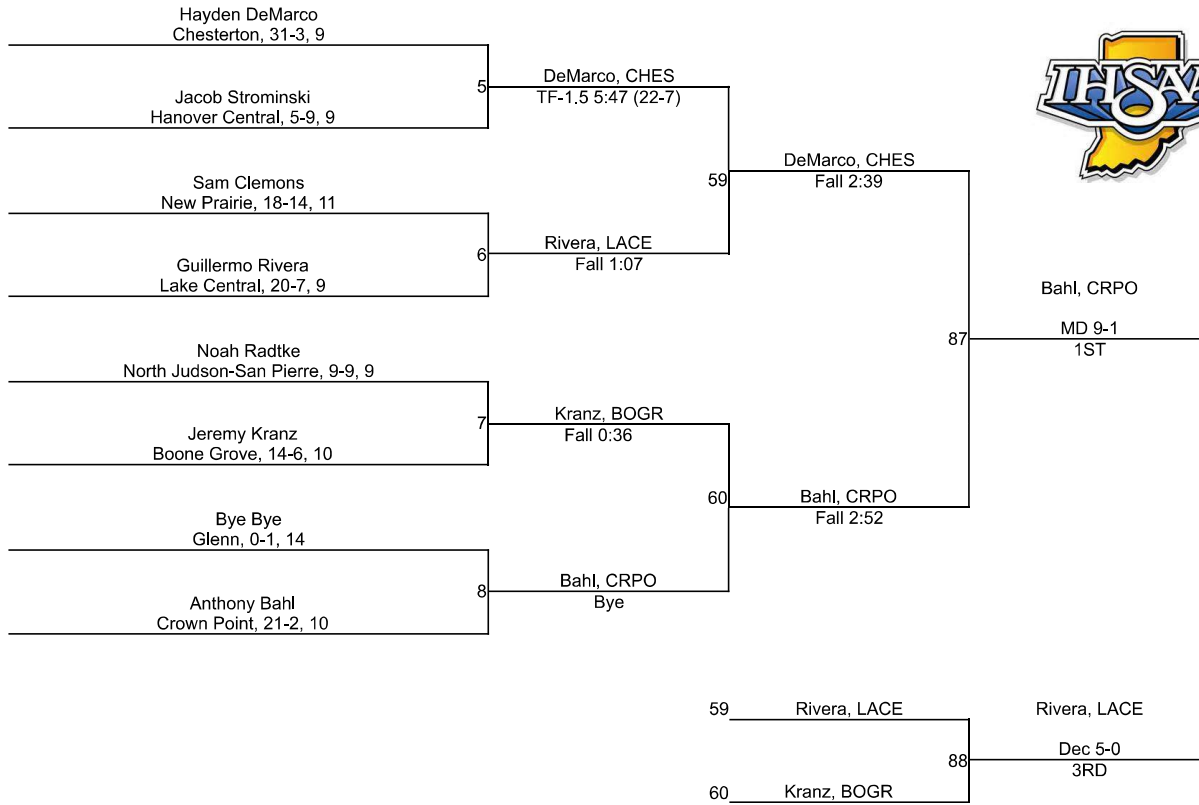 Hayden DeMarco
Chesterton, 31-3, 9
5
DeMarco, CHES
TF-1.5 5:47 (22-7)
Jacob Strominski
Hanover Central, 5-9, 9
59
DeMarco, CHES
Fall 2:39
Sam Clemons
New Prairie, 18-14, 11
6
Rivera, LACE
Fall 1:07
Guillermo Rivera
Lake Central, 20-7, 9
87
Bahl, CRPO
MD 9-1
1ST
Noah Radtke
North Judson-San Pierre, 9-9, 9
7
Kranz, BOGR
Fall 0:36
Jeremy Kranz
Boone Grove, 14-6, 10
60
Bahl, CRPO
Fall 2:52
Bye Bye
Glenn, 0-1, 14
8
Bahl, CRPO
Bye
Anthony Bahl
Crown Point, 21-2, 10
59
Rivera, LACE
88
Rivera, LACE
Dec 5-0
3RD
60
Kranz, BOGR
IHSAA